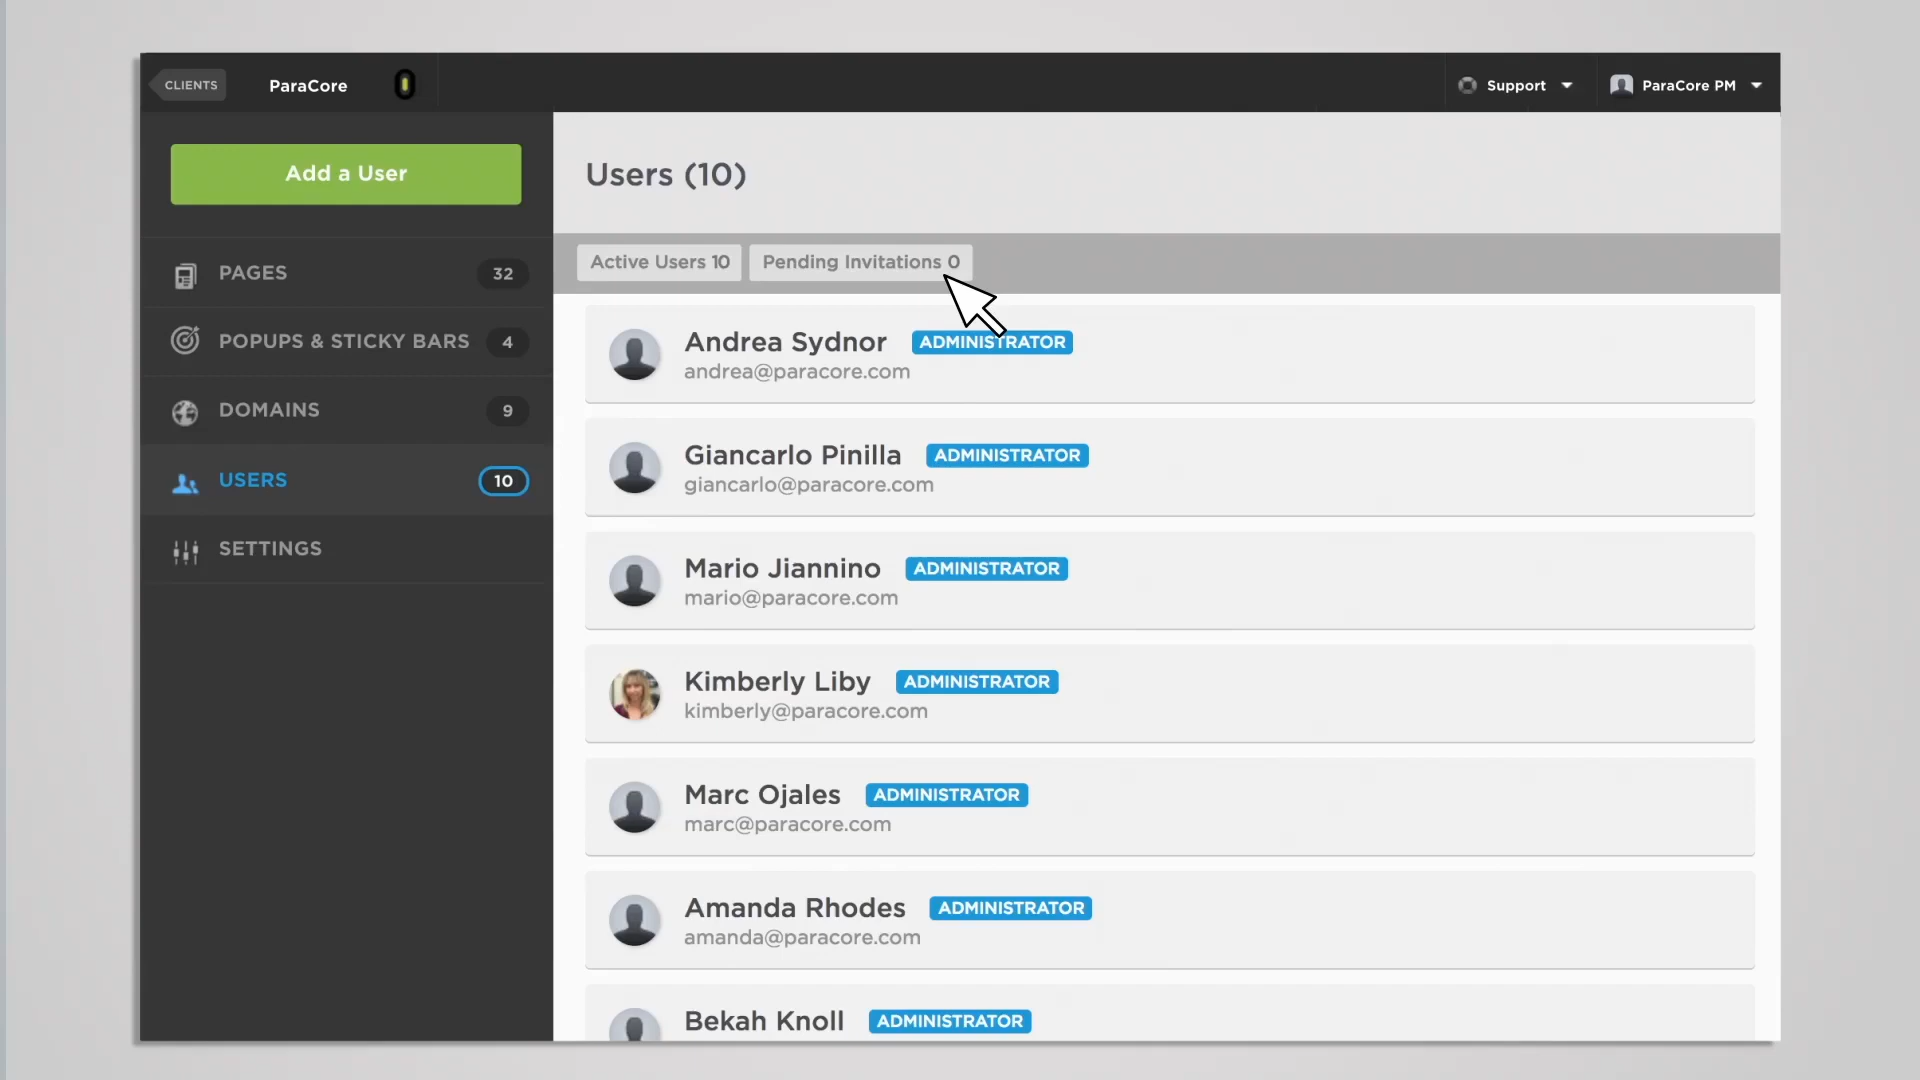 CLIENTS
ParaCore
Support
ParaCore PM
Add a User
PAGES 32
POPUPS & STICKY BARS 4
DOMAINS 9
USERS 10
SETTINGS
Users (10)
Active Users 10
Pending Invitations 0
Andrea Sydnor ADMINISTRATOR
andrea@paracore.com
Giancarlo Pinilla ADMINISTRATOR
giancarlo@paracore.com
Mario Jiannino ADMINISTRATOR
mario@paracore.com
Kimberly Liby ADMINISTRATOR
kimberly@paracore.com
Marc Ojales ADMINISTRATOR
marc@paracore.com
Amanda Rhodes ADMINISTRATOR
amanda@paracore.com
Bekah Knoll ADMINISTRATOR